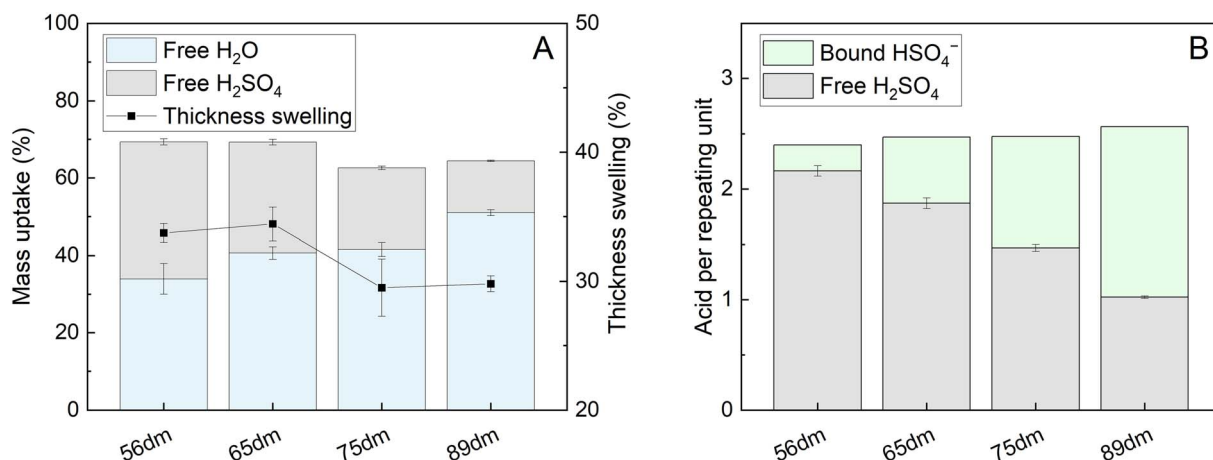 A
Free H₂O
Free H₂SO₄
Thickness swelling
Mass uptake (%)
100
80
60
40
20
0
Thickness swelling (%)
50
40
30
20
56dm
65dm
75dm
89dm
B
Bound HSO₄⁻
Free H₂SO₄
Acid per repeating unit
3
2
1
0
56dm
65dm
75dm
89dm